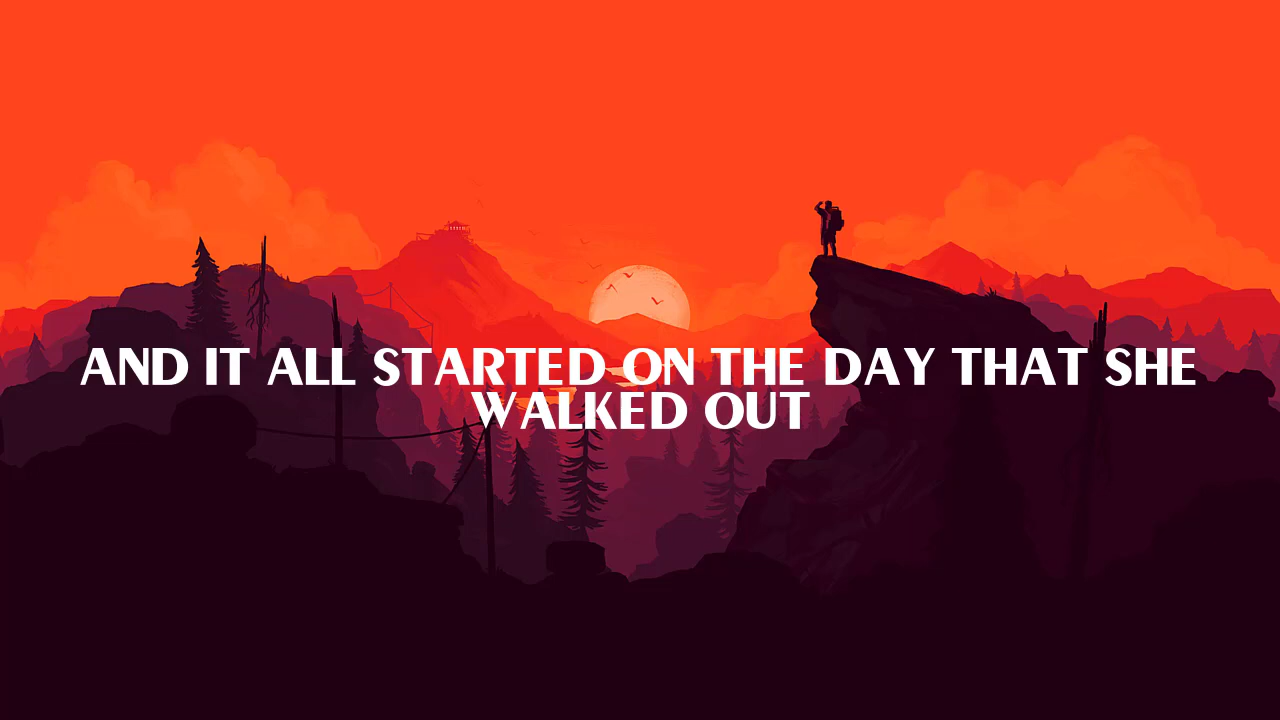 AND IT ALL STARTED ON THE DAY THAT SHE
WALKED OUT